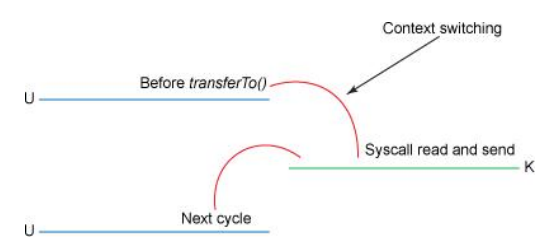 Context switching
Before transferTo()
U
Syscall read and send
K
Next cycle
U